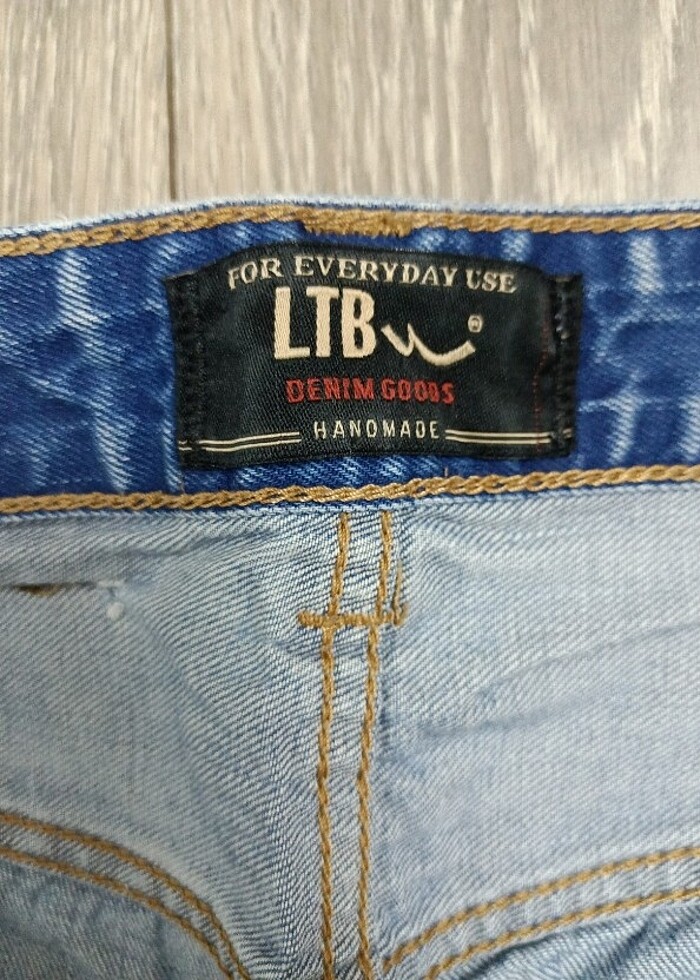 FOR EVERYDAY USE
LTB ®
DENIM GOODS
HANDMADE